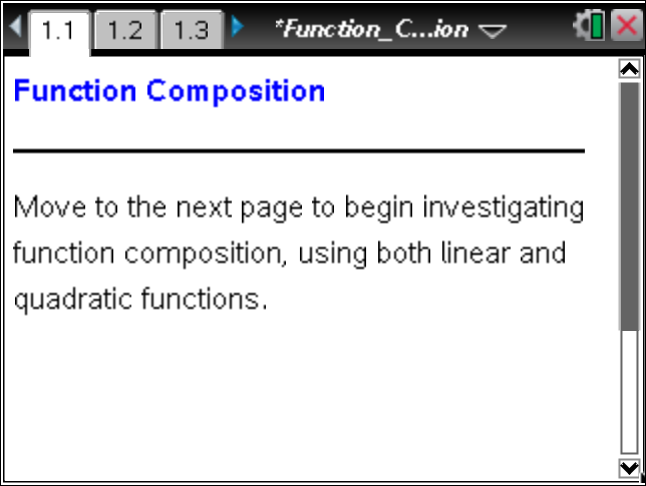 1.1 1.2 1.3 *Function_C...ion
Function Composition
Move to the next page to begin investigating
function composition, using both linear and
quadratic functions.